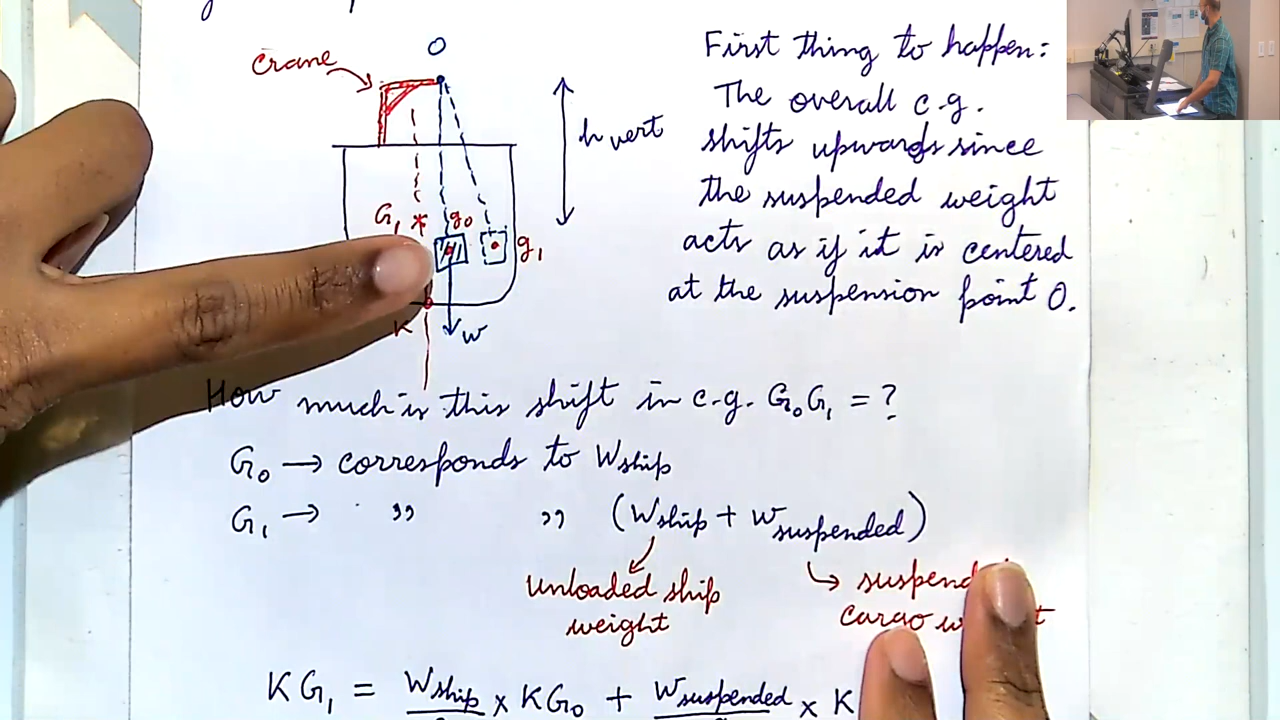 O
crane
h vert
G₁
g₀
g₁
K
W
First thing to happen:
The overall c.g.
shifts upwards since
the suspended weight
acts as if it is centered
at the suspension point O.
How much is this shift in c.g. G₀G₁ = ?
G₀ → corresponds to Wship
G₁ → " " (Wship + Wsuspended)
unloaded ship
weight
suspend
cargo w t
KG₁ = Wship × KG₀ + Wsuspended × K